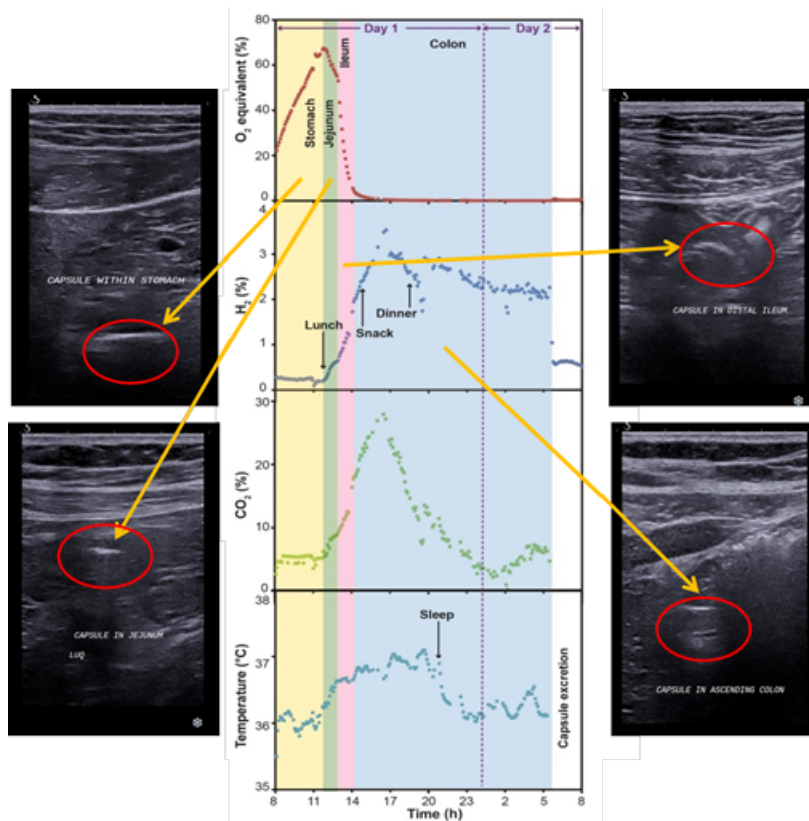 Day 1
Day 2
Stomach
Jejunum
Ileum
Colon
O₂ equivalent (%)
80
60
40
20
0
H₂ (%)
4
3
2
1
0
Lunch
Snack
Dinner
CO₂ (%)
30
20
10
0
Temperature (°C)
38
37
36
35
Sleep
Capsule excretion
8
11
14
17
20
23
2
5
8
Time (h)
CAPSULE WITHIN STOMACH
CAPSULE IN JEJUNUM
LUQ
CAPSULE IN DISTAL ILEUM
CAPSULE IN ASCENDING COLON